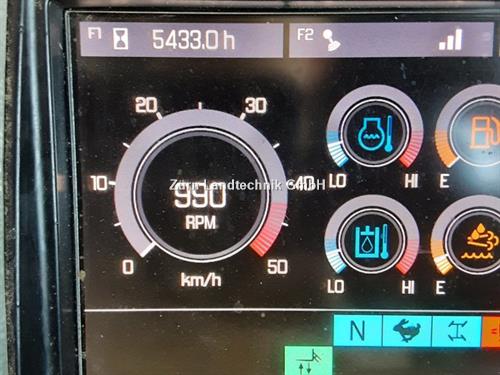 F1 5433.0 h F2
20 30
10 40
Zürn Landtechnik GmbH
990
RPM
0 50
km/h
LO HI E
LO HI E
N